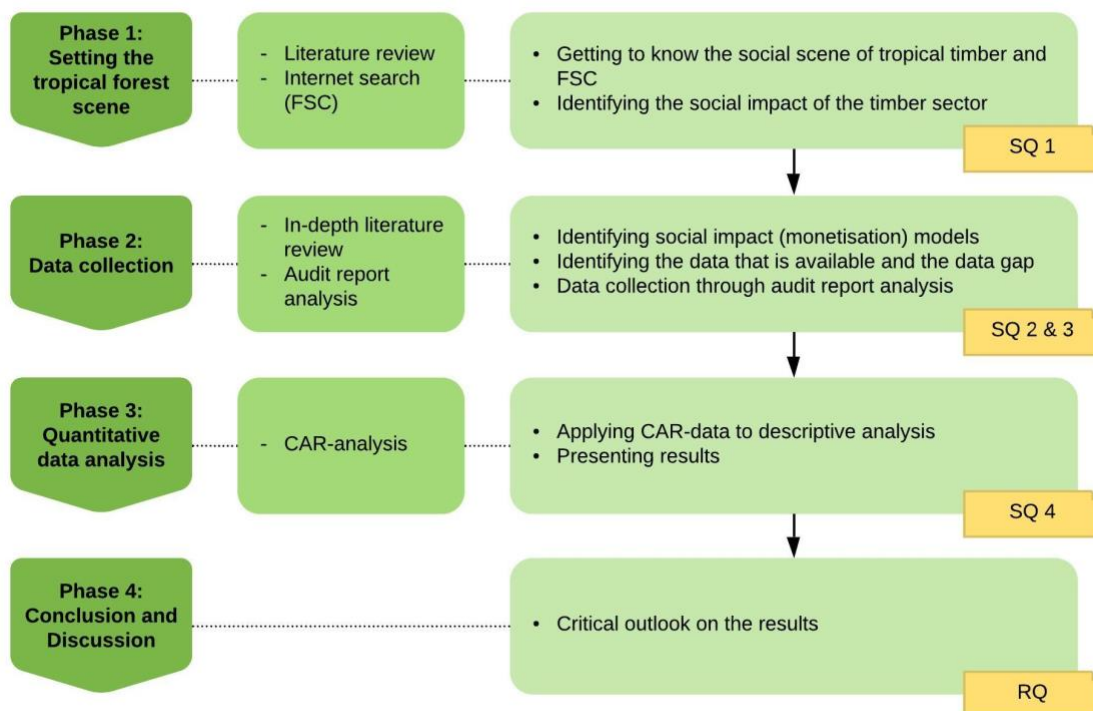 Phase 1:
Setting the
tropical forest
scene
- Literature review
- Internet search
(FSC)
• Getting to know the social scene of tropical timber and
FSC
• Identifying the social impact of the timber sector
SQ 1
Phase 2:
Data collection
- In-depth literature
review
- Audit report
analysis
• Identifying social impact (monetisation) models
• Identifying the data that is available and the data gap
• Data collection through audit report analysis
SQ 2 & 3
Phase 3:
Quantitative
data analysis
- CAR-analysis
• Applying CAR-data to descriptive analysis
• Presenting results
SQ 4
Phase 4:
Conclusion and
Discussion
• Critical outlook on the results
RQ